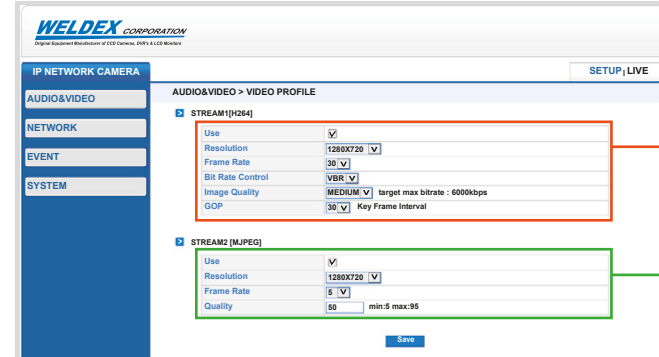 WELDEX CORPORATION
Original Equipment Manufacturer of CCD Cameras, DVR's & LCD Monitors
IP NETWORK CAMERA
SETUP | LIVE
AUDIO&VIDEO
NETWORK
EVENT
SYSTEM
AUDIO&VIDEO > VIDEO PROFILE
STREAM1[H264]
Use
Resolution 1280X720
Frame Rate 30
Bit Rate Control VBR
Image Quality MEDIUM target max bitrate : 6000kbps
GOP 30 Key Frame Interval
STREAM2 [MJPEG]
Use
Resolution 1280X720
Frame Rate 5
Quality 50 min:5 max:95
Save